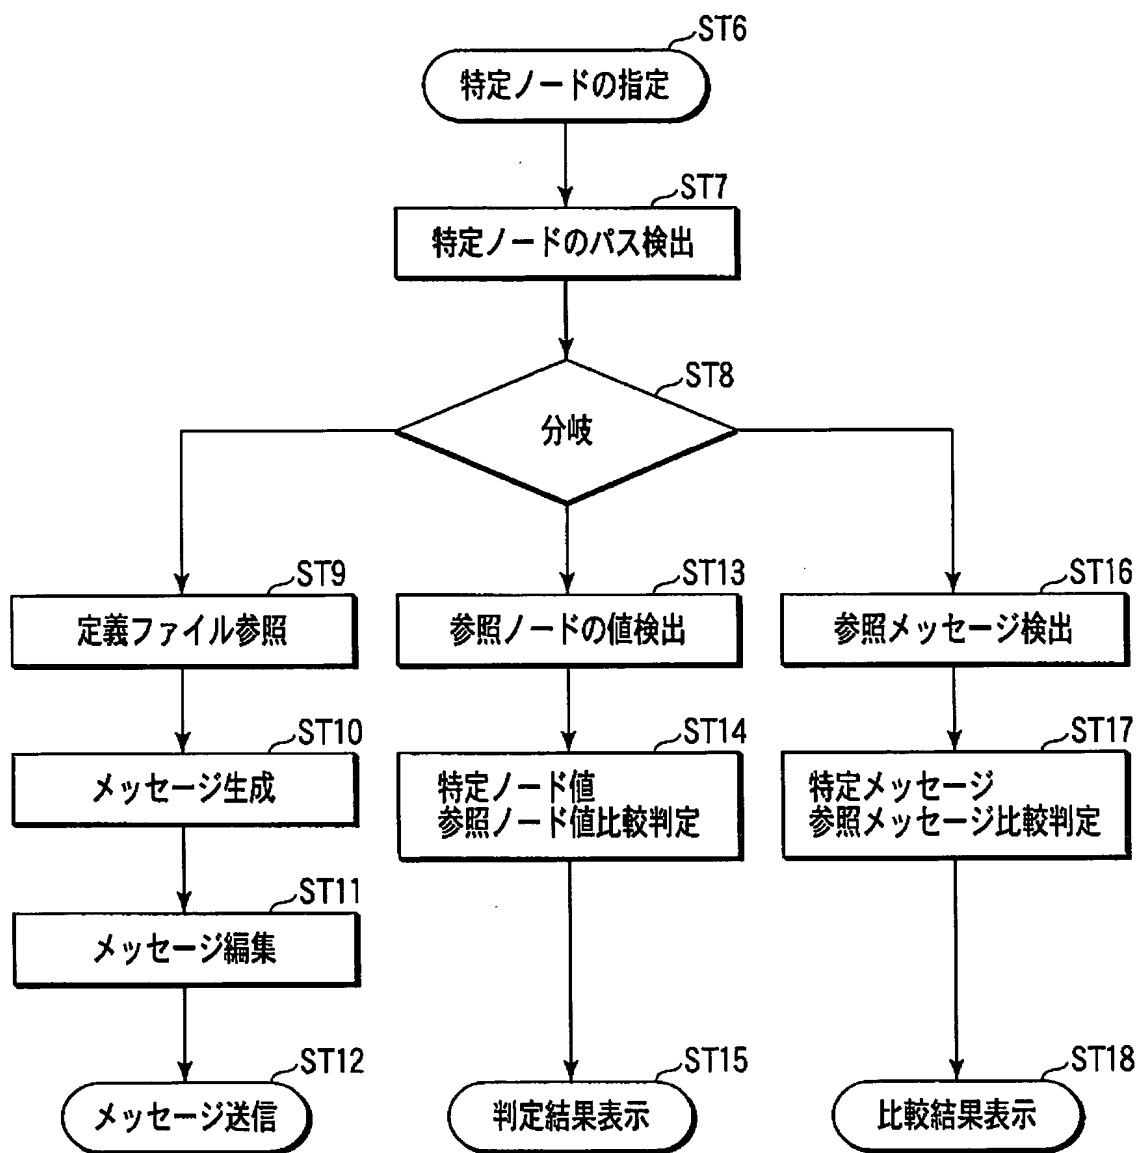 ST6
特定ノードの指定
ST7
特定ノードのパス検出
ST8
分岐
ST9
定義ファイル参照
ST10
メッセージ生成
ST11
メッセージ編集
ST12
メッセージ送信
ST13
参照ノードの値検出
ST14
特定ノード値
参照ノード値比較判定
ST15
判定結果表示
ST16
参照メッセージ検出
ST17
特定メッセージ
参照メッセージ比較判定
ST18
比較結果表示